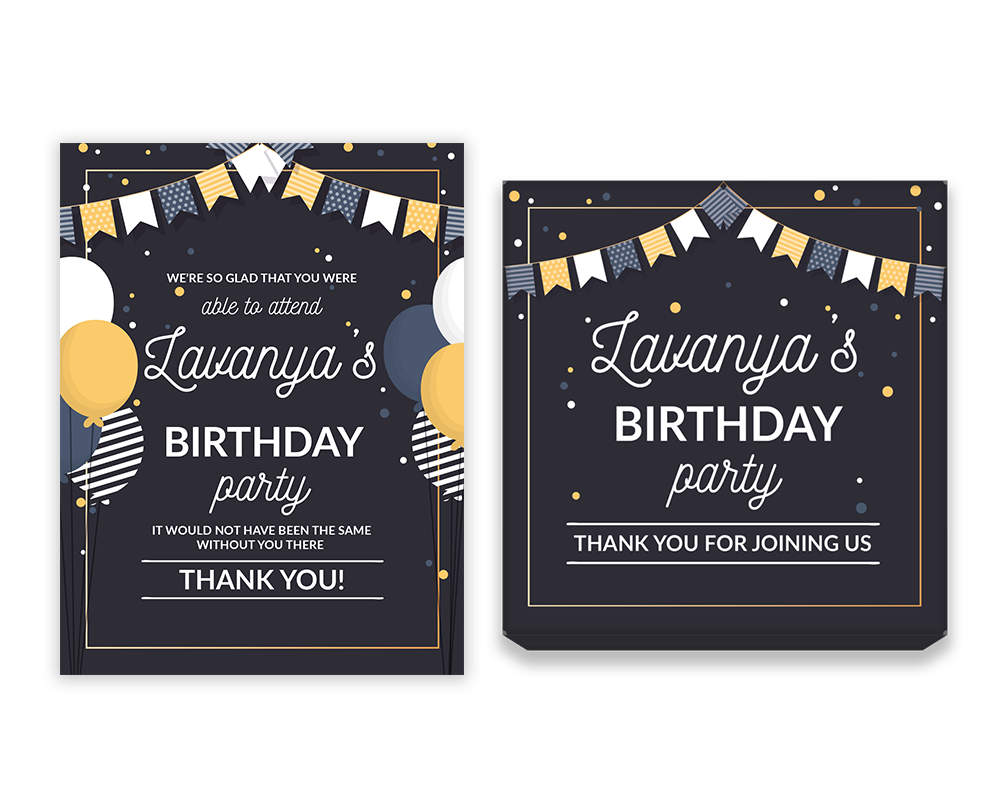 WE'RE SO GLAD THAT YOU WERE
able to attend
Lavanya's
BIRTHDAY
party
IT WOULD NOT HAVE BEEN THE SAME
WITHOUT YOU THERE
THANK YOU!
Lavanya's
BIRTHDAY
party
THANK YOU FOR JOINING US